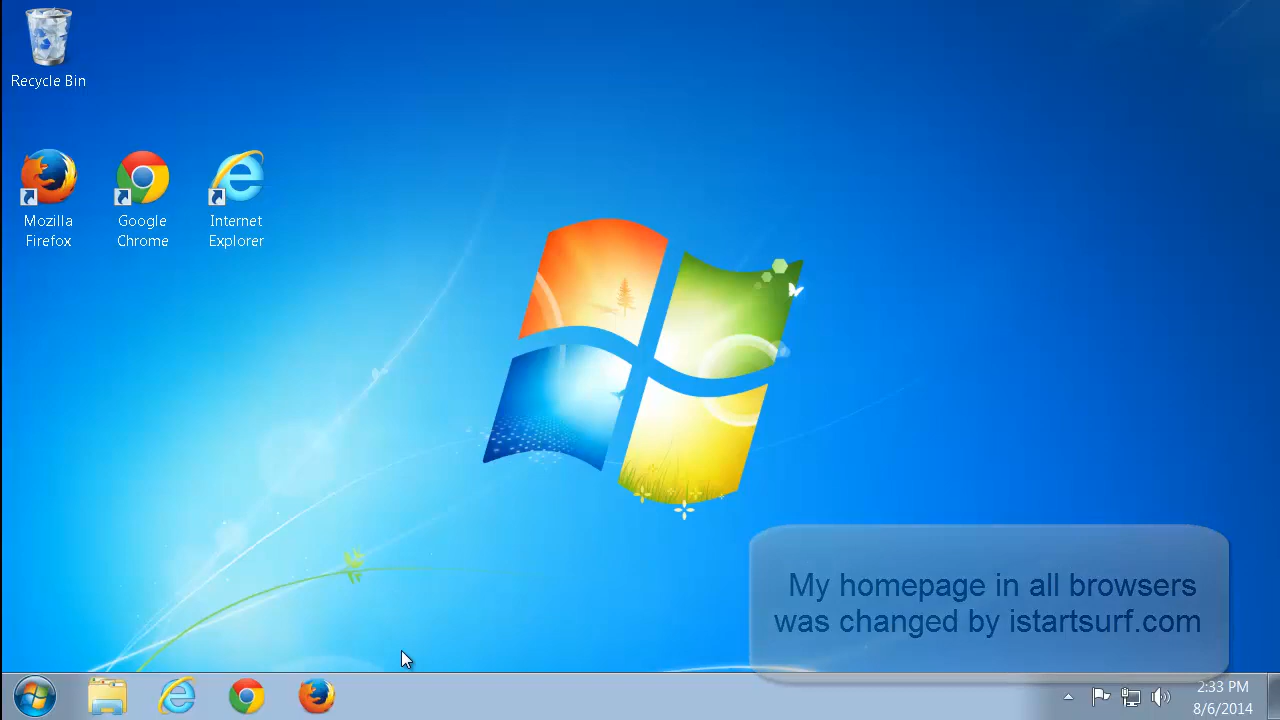 Recycle Bin
Mozilla
Firefox
Google
Chrome
Internet
Explorer
My homepage in all browsers
was changed by istartsurf.com
2:33 PM
8/6/2014